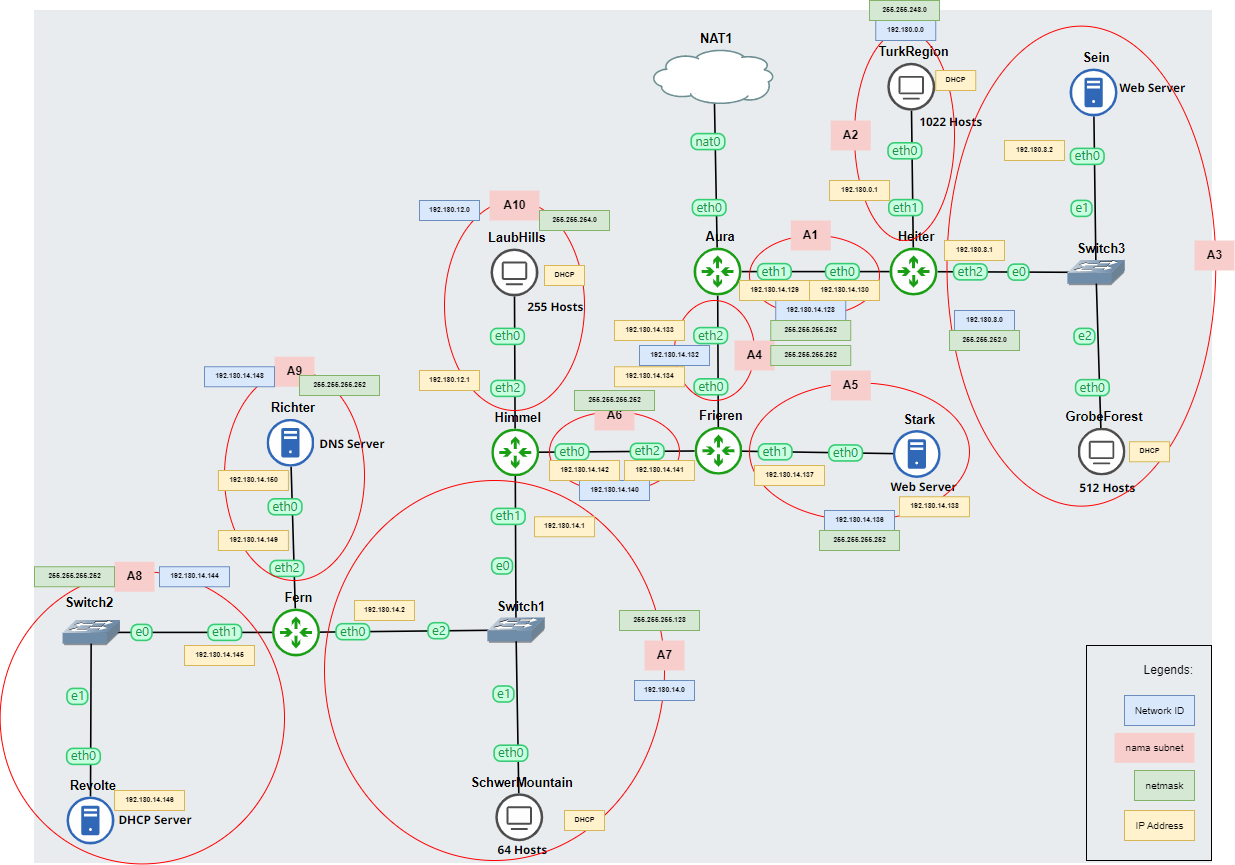 255.255.248.0
192.180.0.0
NAT1
TurkRegion
Sein
DHCP
Web Server
1022 Hosts
A2
nat0
eth0
192.180.8.2
eth0
192.180.0.1
A10
192.180.12.0
255.255.254.0
eth0
eth1
e1
LaubHills
Aura
A1
Heiter
192.180.8.1
Switch3
A3
DHCP
eth1
eth0
eth2
e0
192.180.14.129
192.180.14.130
255 Hosts
192.180.14.128
192.180.8.0
192.180.14.133
eth2
255.255.255.252
255.255.252.0
e2
eth0
192.180.14.132
A4
255.255.255.252
A9
192.180.14.148
255.255.255.252
192.180.12.1
eth2
192.180.14.134
eth0
A5
eth0
Richter
255.255.255.252
A6
Himmel
Frieren
Stark
GrobeForest
DNS Server
eth0
eth2
eth1
eth0
DHCP
192.180.14.142
192.180.14.141
192.180.14.137
Web Server
512 Hosts
192.180.14.150
192.180.14.140
192.180.14.138
eth0
eth1
192.180.14.1
192.180.14.136
192.180.14.149
255.255.255.252
eth2
e0
255.255.255.252
A8
192.180.14.144
Switch2
Fern
192.180.14.2
Switch1
255.255.255.128
e0
eth1
eth0
e2
192.180.14.145
A7
192.180.14.0
e1
e1
eth0
eth0
Revolte
SchwerMountain
192.180.14.146
DHCP Server
DHCP
64 Hosts
Legends:
Network ID
nama subnet
netmask
IP Address